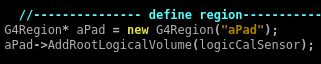 //--------------- define region-----------
G4Region* aPad = new G4Region("aPad");
aPad->AddRootLogicalVolume(logicCalSensor);